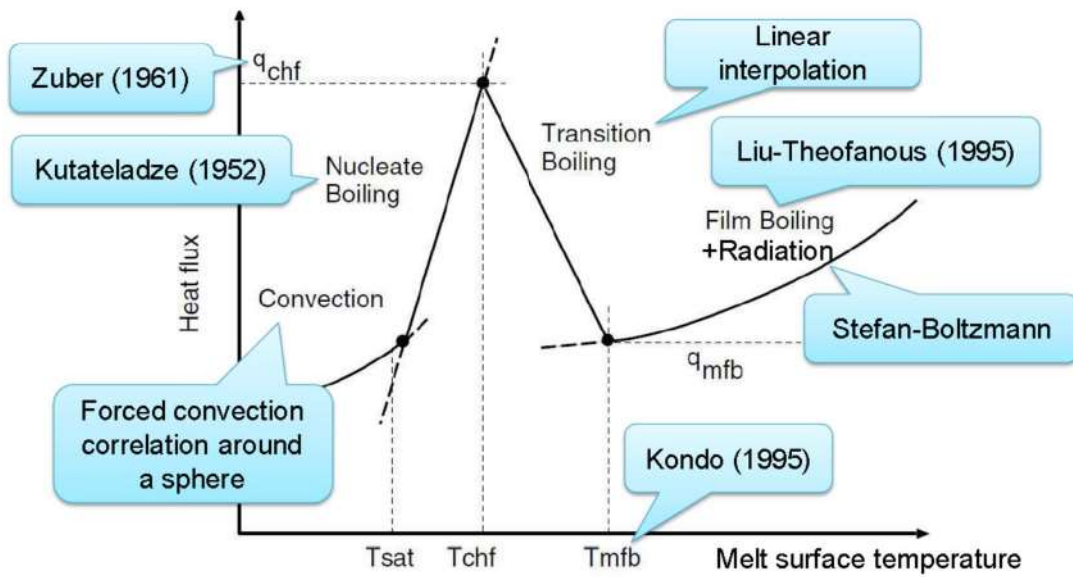 Zuber (1961)
q_chf
Linear
interpolation
Kutateladze (1952)
Nucleate
Boiling
Transition
Boiling
Liu-Theofanous (1995)
Film Boiling
+Radiation
Heat flux
Convection
Stefan-Boltzmann
q_mfb
Forced convection
correlation around
a sphere
Kondo (1995)
Tsat
Tchf
Tmfb
Melt surface temperature